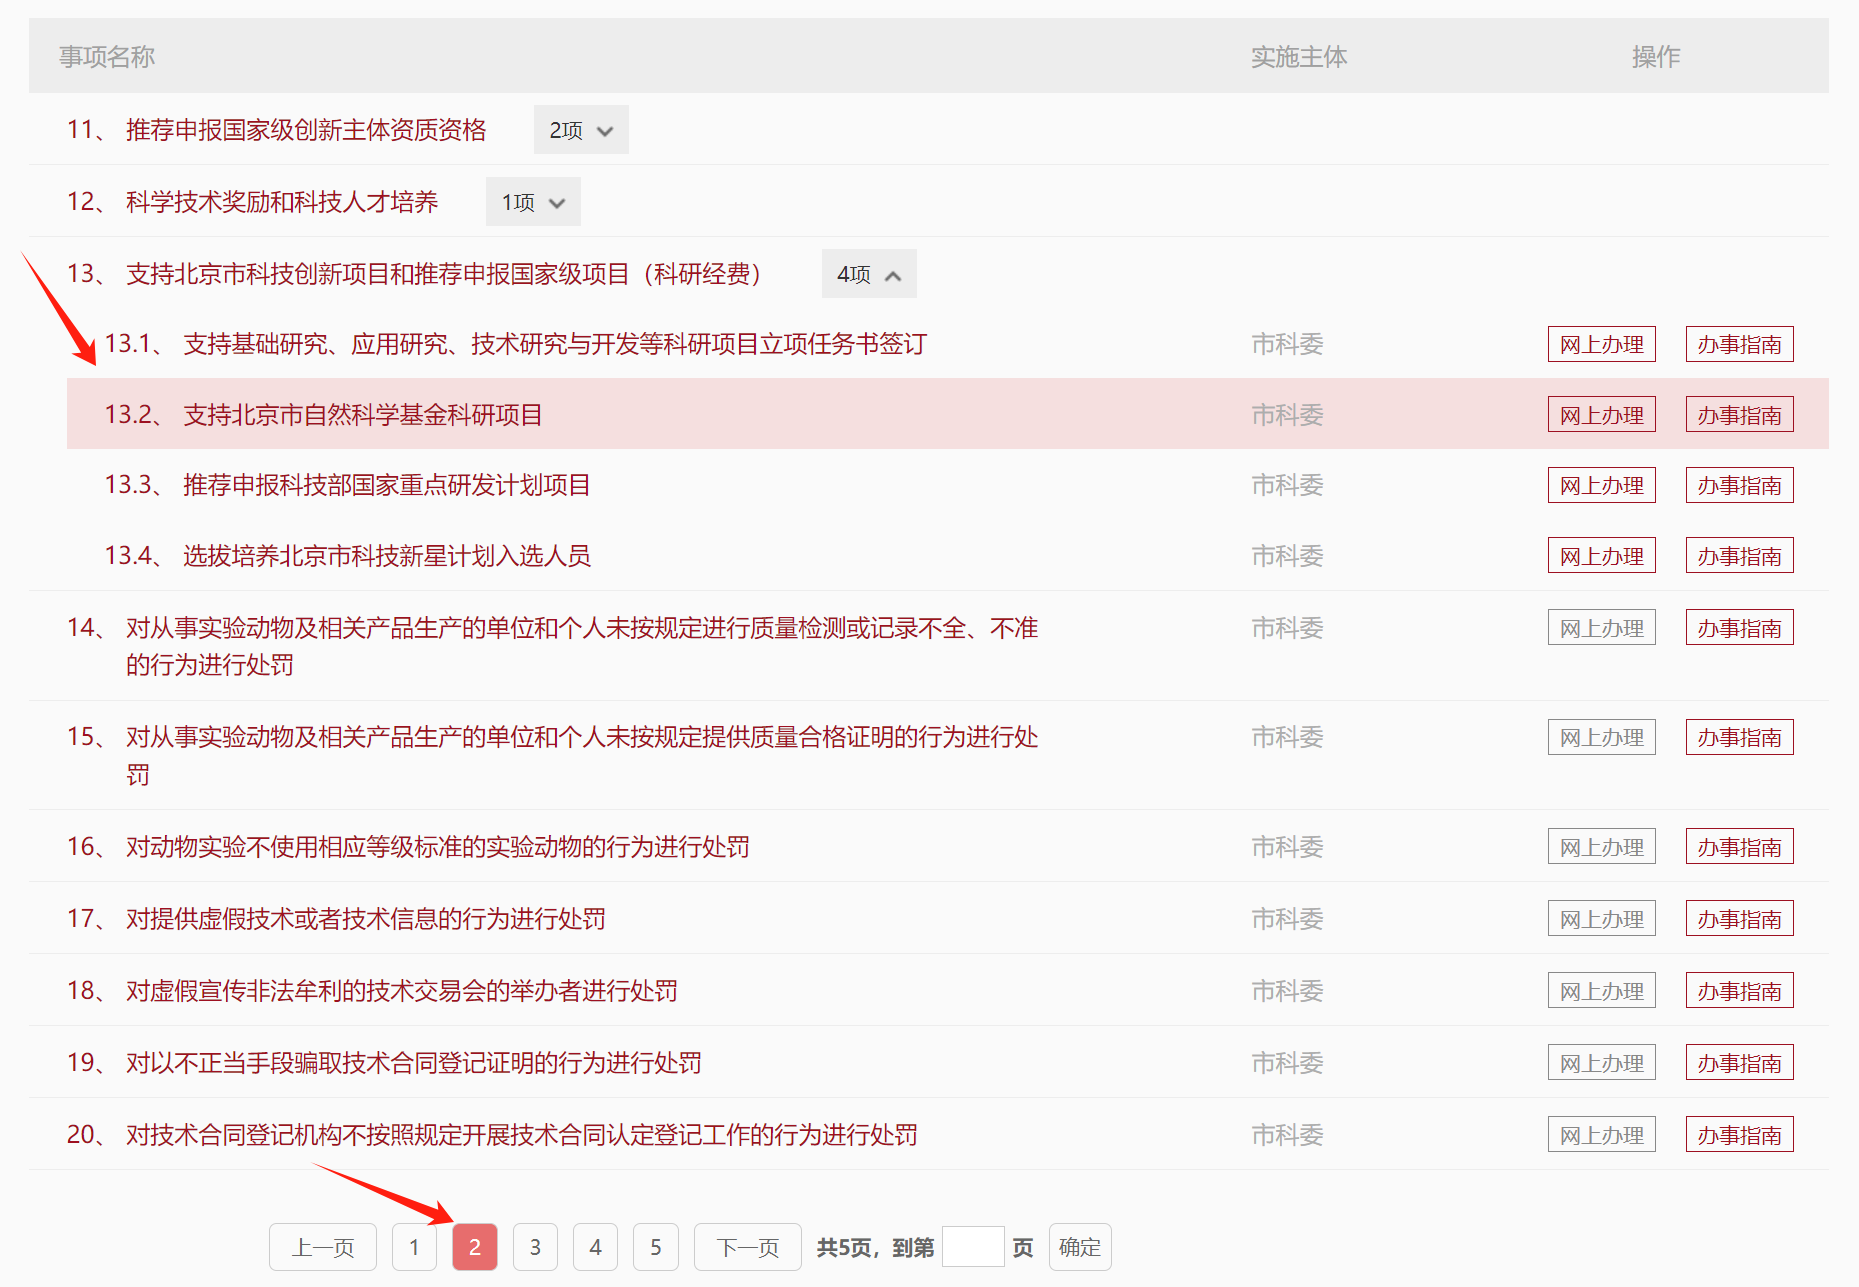 事项名称 实施主体 操作
11、 推荐申报国家级创新主体资质资格 2项
12、 科学技术奖励和科技人才培养 1项
13、 支持北京市科技创新项目和推荐申报国家级项目（科研经费） 4项
13.1、 支持基础研究、应用研究、技术研究与开发等科研项目立项任务书签订 市科委 网上办理 办事指南
13.2、 支持北京市自然科学基金科研项目 市科委 网上办理 办事指南
13.3、 推荐申报科技部国家重点研发计划项目 市科委 网上办理 办事指南
13.4、 选拔培养北京市科技新星计划入选人员 市科委 网上办理 办事指南
14、 对从事实验动物及相关产品生产的单位和个人未按规定进行质量检测或记录不全、不准 市科委 网上办理 办事指南
的行为进行处罚
15、 对从事实验动物及相关产品生产的单位和个人未按规定提供质量合格证明的行为进行处 市科委 网上办理 办事指南
罚
16、 对动物实验不使用相应等级标准的实验动物的行为进行处罚 市科委 网上办理 办事指南
17、 对提供虚假技术或者技术信息的行为进行处罚 市科委 网上办理 办事指南
18、 对虚假宣传非法牟利的技术交易会的举办者进行处罚 市科委 网上办理 办事指南
19、 对以不正当手段骗取技术合同登记证明的行为进行处罚 市科委 网上办理 办事指南
20、 对技术合同登记机构不按照规定开展技术合同认定登记工作的行为进行处罚 市科委 网上办理 办事指南
上一页 1 2 3 4 5 下一页 共5页，到第 页 确定